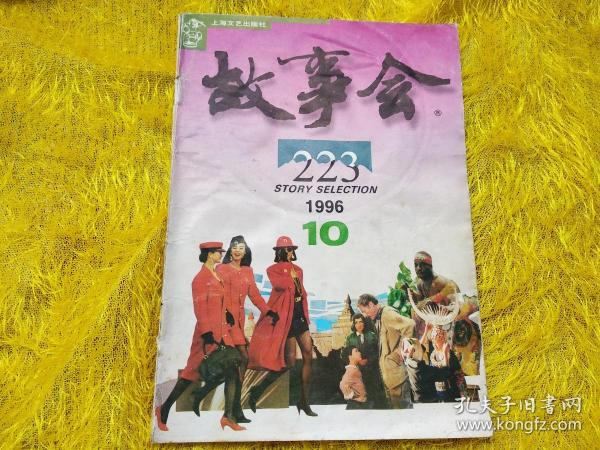 上海文艺出版社
故事会®
223
STORY SELECTION
1996
10
孔夫子旧书网
www.kongfz.com